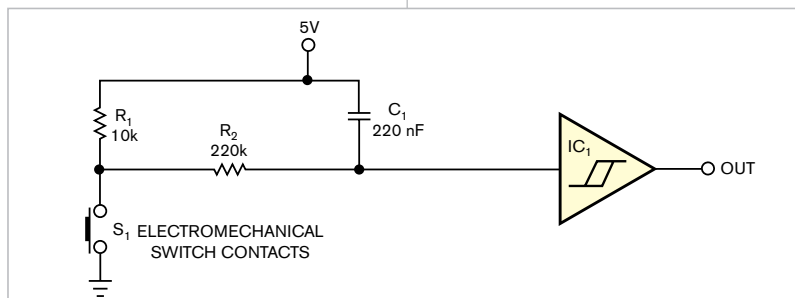 5V
R1
10k
R2
220k
C1
220 nF
IC1
OUT
S1 ELECTROMECHANICAL
SWITCH CONTACTS